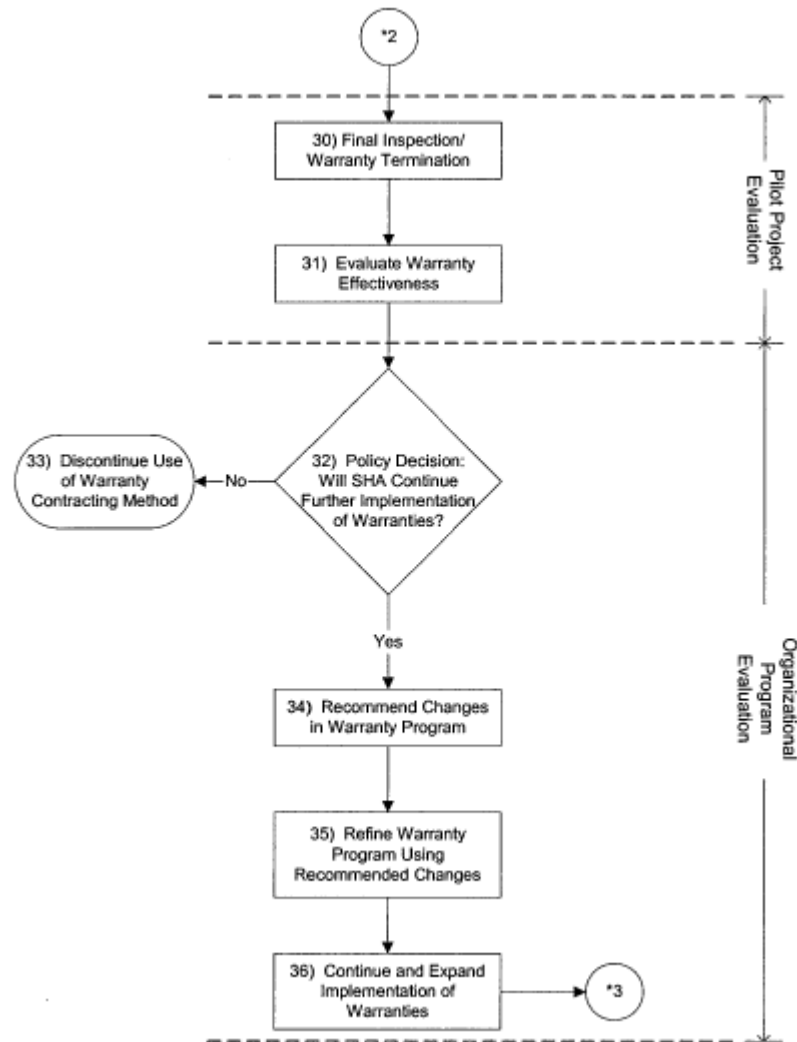 *2
30) Final Inspection/
Warranty Termination
Pilot Project
Evaluation
31) Evaluate Warranty
Effectiveness
32) Policy Decision:
Will SHA Continue
Further Implementation
of Warranties?
No
33) Discontinue Use
of Warranty
Contracting Method
Yes
Organizational
Program
Evaluation
34) Recommend Changes
in Warranty Program
35) Refine Warranty
Program Using
Recommended Changes
36) Continue and Expand
Implementation of
Warranties
*3